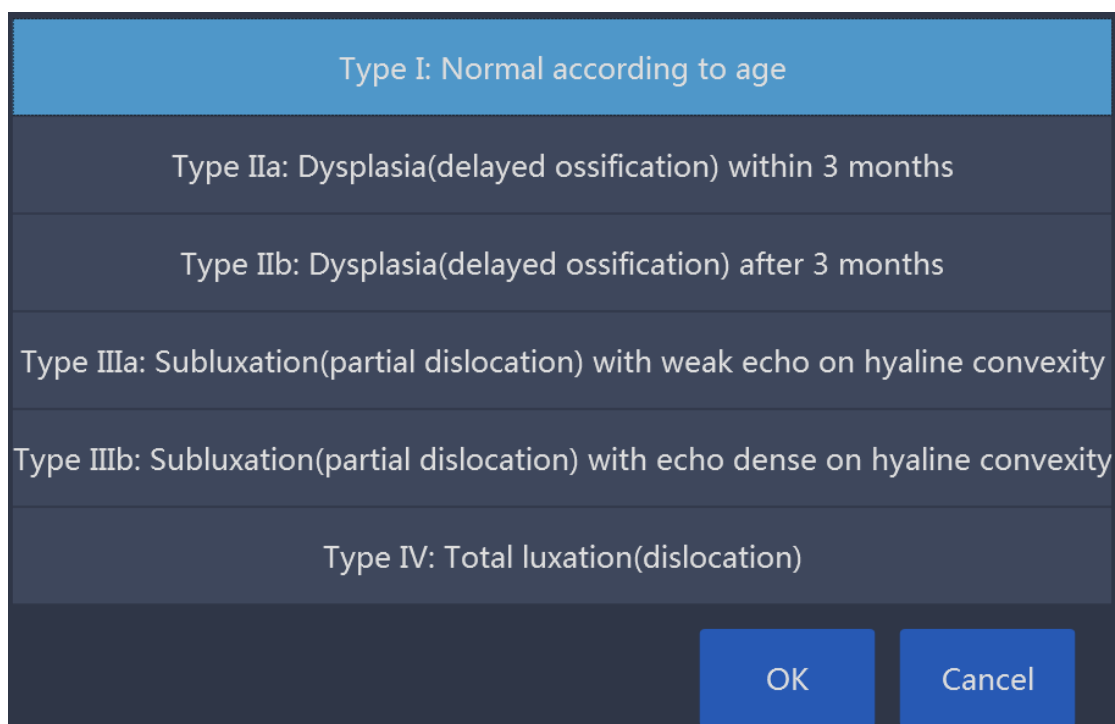 Type I: Normal according to age
Type IIa: Dysplasia(delayed ossification) within 3 months
Type IIb: Dysplasia(delayed ossification) after 3 months
Type IIIa: Subluxation(partial dislocation) with weak echo on hyaline convexity
Type IIIb: Subluxation(partial dislocation) with echo dense on hyaline convexity
Type IV: Total luxation(dislocation)
OK Cancel